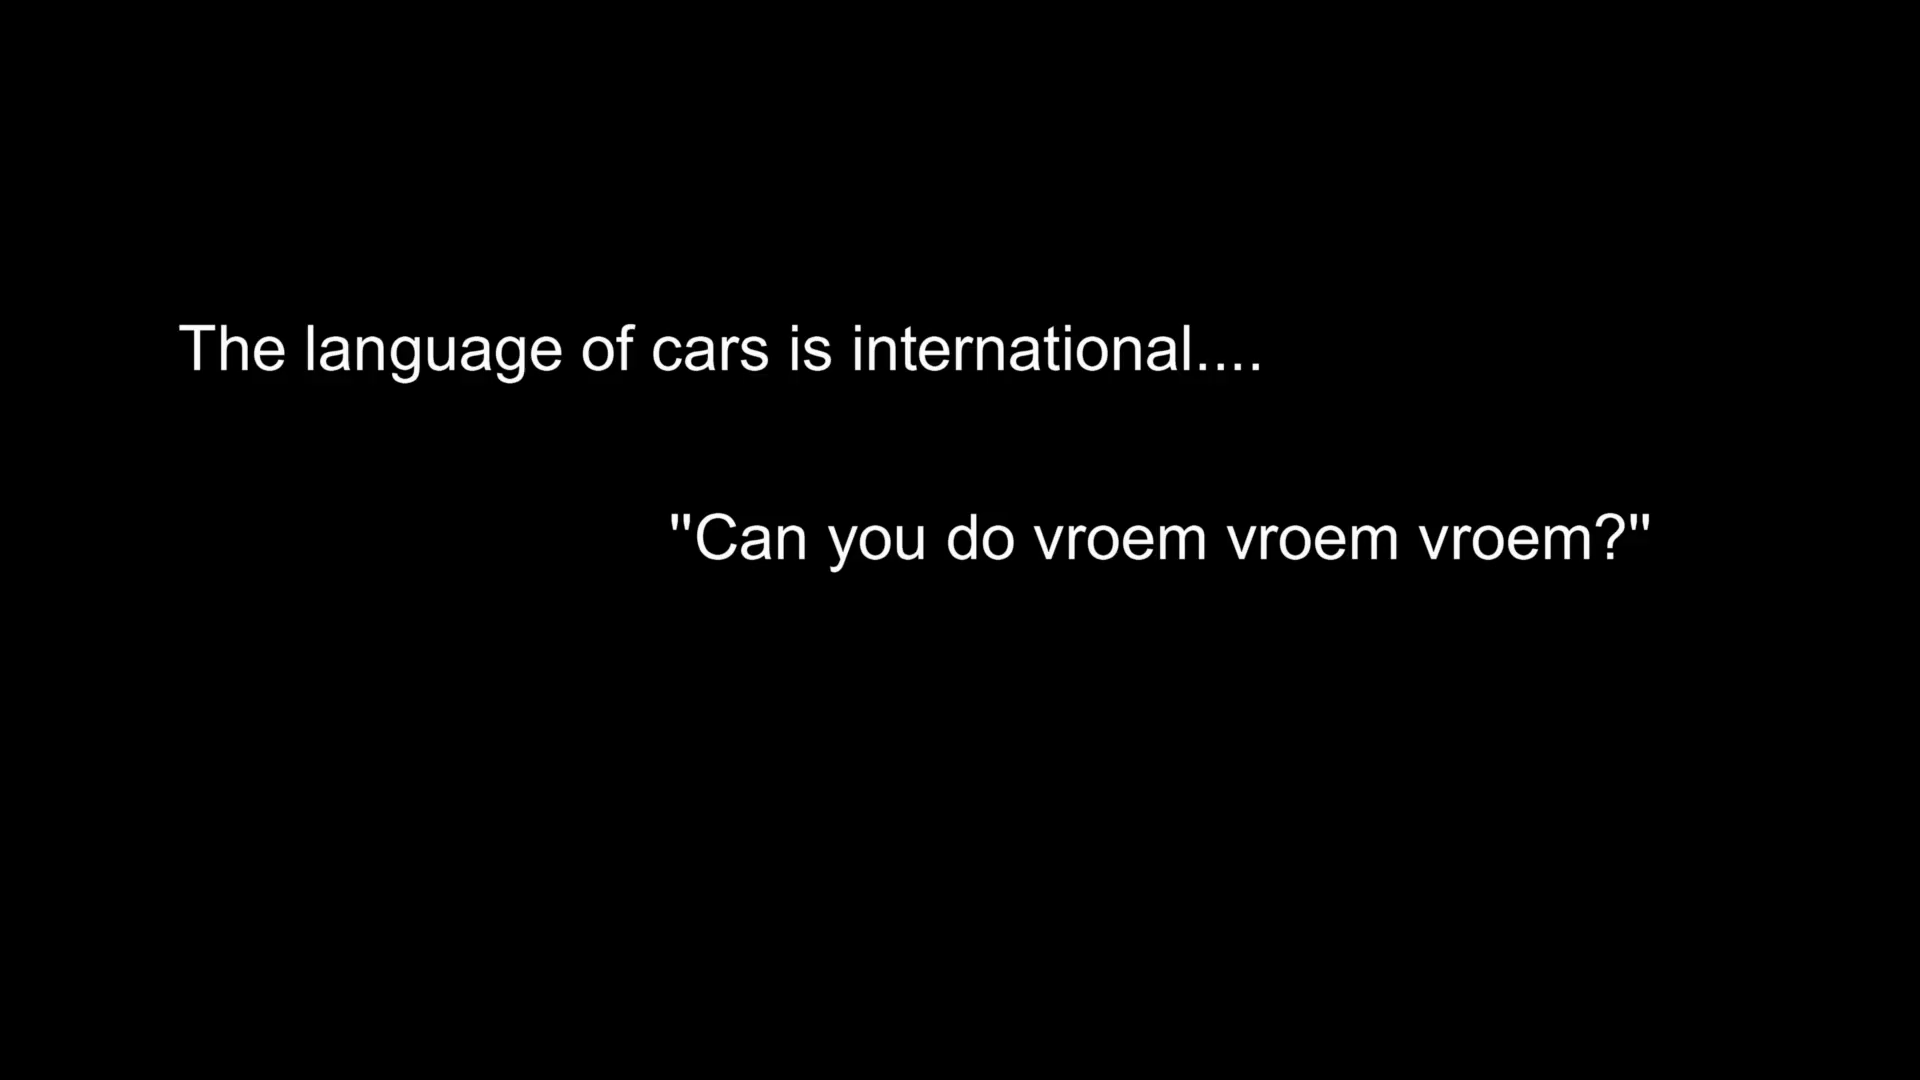 The language of cars is international....
"Can you do vroem vroem vroem?"